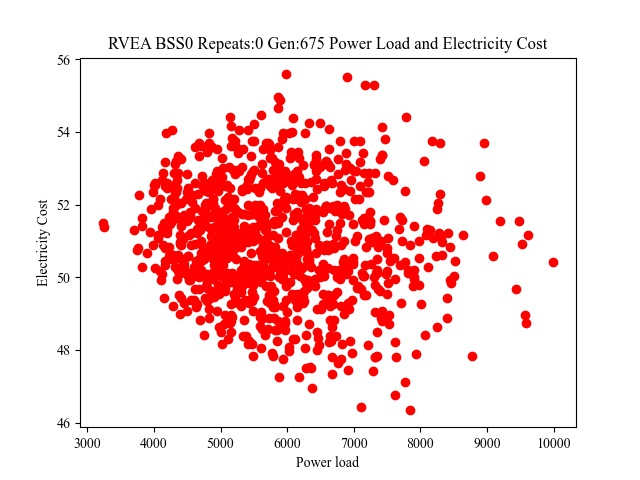 RVEA BSS0 Repeats:0 Gen:675 Power Load and Electricity Cost
56
54
52
50
48
46
Electricity Cost
3000 4000 5000 6000 7000 8000 9000 10000
Power load